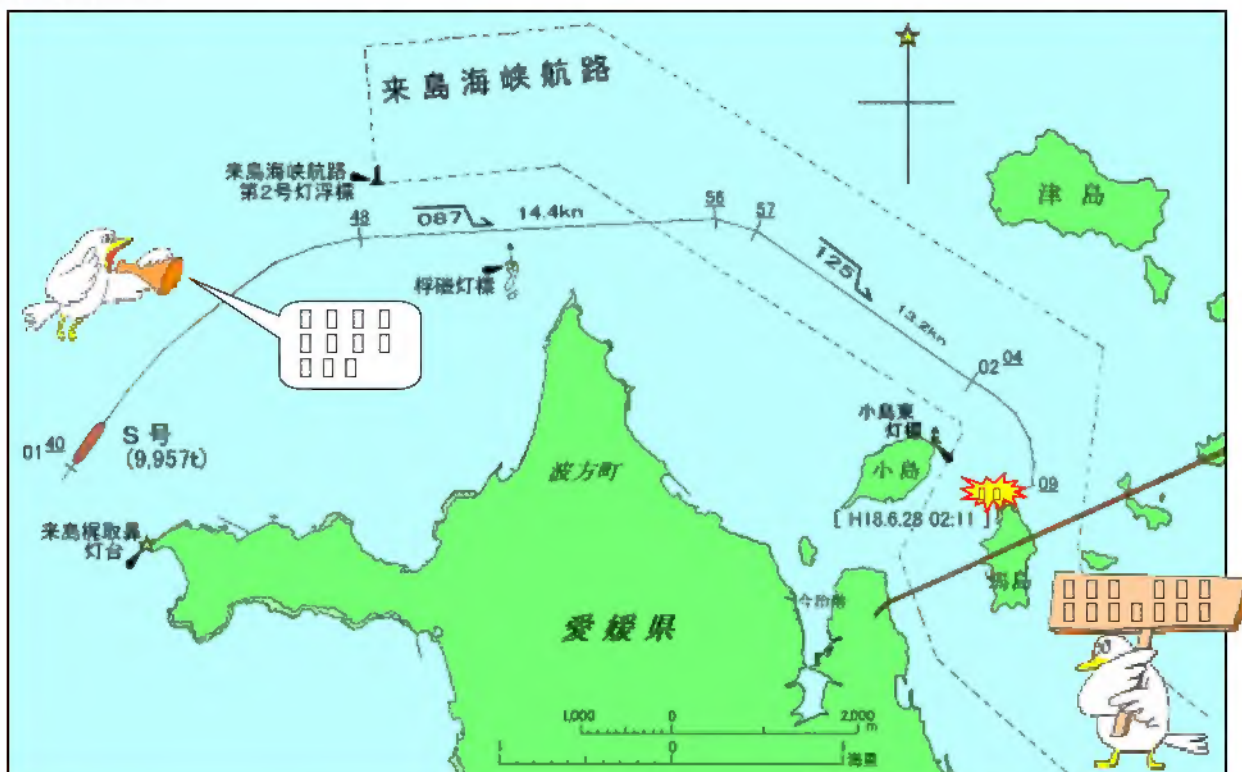 来島海峡航路
来島海峡航路
第2号灯浮標
津島
48
087
14.4kn
56
57
桴磯灯標
125
13.2kn
02 04
小島東
灯標
小島
09
[ H18.6.28 02:11 ]
01 40
S号
(9,957t)
波方町
来島梶取鼻
灯台
馬島
今治港
愛媛県
1,000 0 2,000
m
1 0 1
海里